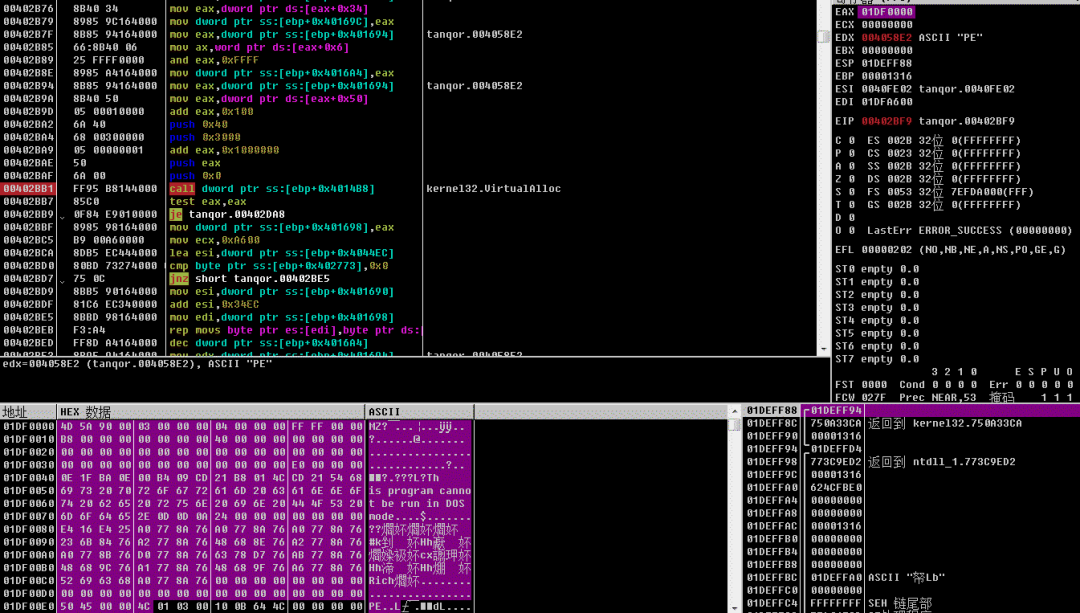 00402B76 8B40 34 mov eax,dword ptr ds:[eax+0x34]
00402B79 8985 9C164000 mov dword ptr ss:[ebp+0x40169C],eax
00402B7F 8B85 94164000 mov eax,dword ptr ss:[ebp+0x401694] tanqor.004058E2
00402B85 66:8B40 06 mov ax,word ptr ds:[eax+0x6]
00402B89 25 FFFF0000 and eax,0xFFFF
00402B8E 8985 A4164000 mov dword ptr ss:[ebp+0x4016A4],eax
00402B94 8B85 94164000 mov eax,dword ptr ss:[ebp+0x401694] tanqor.004058E2
00402B9A 8B40 50 mov eax,dword ptr ds:[eax+0x50]
00402B9D 05 00010000 add eax,0x100
00402BA2 6A 40 push 0x40
00402BA4 68 00300000 push 0x3000
00402BA9 05 00000001 add eax,0x1000000
00402BAE 50 push eax
00402BAF 6A 00 push 0x0
00402BB1 FF95 B8144000 call dword ptr ss:[ebp+0x4014B8] kernel32.VirtualAlloc
00402BB7 85C0 test eax,eax
00402BB9 0F84 E9010000 je tanqor.00402DA8
00402BBF 8985 98164000 mov dword ptr ss:[ebp+0x401698],eax
00402BC5 B9 00A60000 mov ecx,0xA600
00402BCA 8DB5 EC444000 lea esi,dword ptr ss:[ebp+0x4044EC]
00402BD0 80BD 73274000 cmp byte ptr ss:[ebp+0x402773],0x0
00402BD7 75 0C jnz short tanqor.00402BE5
00402BD9 8BB5 90164000 mov esi,dword ptr ss:[ebp+0x401690]
00402BDF 81C6 EC340000 add esi,0x34EC
00402BE5 8BBD 98164000 mov edi,dword ptr ss:[ebp+0x401698]
00402BEB F3:A4 rep movs byte ptr es:[edi],byte ptr ds:[
00402BED FF8D A4164000 dec dword ptr ss:[ebp+0x4016A4]
edx=004058E2 (tanqor.004058E2), ASCII "PE"
EAX 01DF0000
ECX 00000000
EDX 004058E2 ASCII "PE"
EBX 00000000
ESP 01DEFF88
EBP 00001316
ESI 0040FE02 tanqor.0040FE02
EDI 01DFA600
EIP 00402BF9 tanqor.00402BF9
C 0 ES 002B 32位 0(FFFFFFFF)
P 0 CS 0023 32位 0(FFFFFFFF)
A 0 SS 002B 32位 0(FFFFFFFF)
Z 0 DS 002B 32位 0(FFFFFFFF)
S 0 FS 0053 32位 7EFDA000(FFF)
T 0 GS 002B 32位 0(FFFFFFFF)
D 0
O 0 LastErr ERROR_SUCCESS (00000000)
EFL 00000202 (NO,NB,NE,A,NS,PO,GE,G)
ST0 empty 0.0
ST1 empty 0.0
ST2 empty 0.0
ST3 empty 0.0
ST4 empty 0.0
ST5 empty 0.0
ST6 empty 0.0
ST7 empty 0.0
3 2 1 0 E S P U O
FST 0000 Cond 0 0 0 0 Err 0 0 0 0 0
FCW 027F Prec NEAR,53 掩码 1 1 1
地址 HEX 数据 ASCII
01DF0000 4D 5A 90 00 03 00 00 00 04 00 00 00 FF FF 00 00
01DF0010 B8 00 00 00 00 00 00 00 40 00 00 00 00 00 00 00
01DF0020 00 00 00 00 00 00 00 00 00 00 00 00 00 00 00 00
01DF0030 00 00 00 00 00 00 00 00 00 00 00 00 E0 00 00 00
01DF0040 0E 1F BA 0E 00 B4 09 CD 21 B8 01 4C CD 21 54 68
01DF0050 69 73 20 70 72 6F 67 72 61 6D 20 63 61 6E 6E 6F is program canno
01DF0060 74 20 62 65 20 72 75 6E 20 69 6E 20 44 4F 53 20 t be run in DOS
01DF0070 6D 6F 64 65 2E 0D 0D 0A 24 00 00 00 00 00 00 00 mode....$.......
01DF0080 E4 16 E4 25 A0 77 8A 76 A0 77 8A 76 A0 77 8A 76
01DF0090 23 6B 84 76 A2 77 8A 76 48 68 8E 76 A2 77 8A 76
01DF00A0 A0 77 8B 76 D0 77 8A 76 63 78 D7 76 AB 77 8A 76
01DF00B0 48 68 9C 76 A1 77 8A 76 48 68 9F 76 A6 77 8A 76
01DF00C0 52 69 63 68 A0 77 8A 76 00 00 00 00 00 00 00 00
01DF00D0 00 00 00 00 00 00 00 00 00 00 00 00 00 00 00 00
01DF00E0 50 45 00 00 4C 01 03 00 10 0B 64 4C 00 00 00 00
01DEFF88 01DEFF94
01DEFF8C 750A33CA 返回到 kernel32.750A33CA
01DEFF90 00001316
01DEFF94 01DEFFD4
01DEFF98 773C9ED2 返回到 ntdll_1.773C9ED2
01DEFF9C 00001316
01DEFFA0 624CFBE0
01DEFFA4 00000000
01DEFFA8 00000000
01DEFFAC 00001316
01DEFFB0 00000000
01DEFFB4 00000000
01DEFFB8 00000000
01DEFFBC 01DEFFA0 ASCII "帑Lb"
01DEFFC0 00000000
01DEFFC4 FFFFFFFF SEH 链尾部